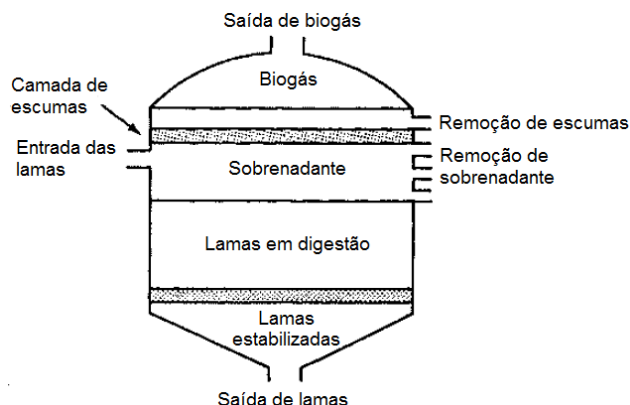 Saída de biogás
Biogás
Camada de
escumas
Remoção de escumas
Entrada das
lamas
Sobrenadante
Remoção de
sobrenadante
Lamas em digestão
Lamas
estabilizadas
Saída de lamas